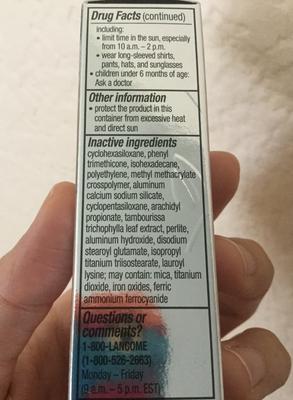 Drug Facts (continued)
including:
• limit time in the sun, especially
from 10 a.m. – 2 p.m.
• wear long-sleeved shirts,
pants, hats, and sunglasses
• children under 6 months of age:
Ask a doctor
Other information
• protect the product in this
container from excessive heat
and direct sun
Inactive ingredients
cyclohexasiloxane, phenyl
trimethicone, isohexadecane,
polyethylene, methyl methacrylate
crosspolymer, aluminum
calcium sodium silicate,
cyclopentasiloxane, arachidyl
propionate, tambourissa
trichophylla leaf extract, perlite,
aluminum hydroxide, disodium
stearoyl glutamate, isopropyl
titanium triisostearate, lauroyl
lysine; may contain: mica, titanium
dioxide, iron oxides, ferric
ammonium ferrocyanide
Questions or
comments?
1-800-LANCOME
(1-800-526-2663)
Monday – Friday
(9 a.m. – 5 p.m. EST)